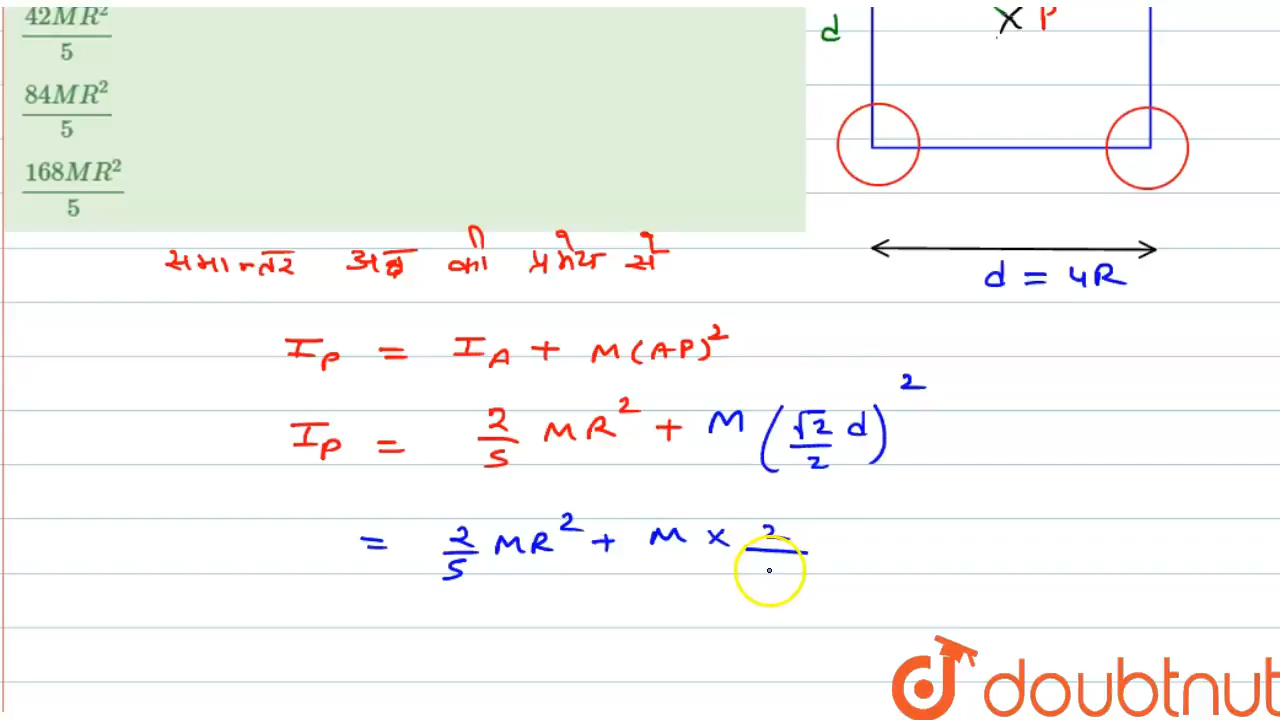 42MR²/5
84MR²/5
168MR²/5
d
P
d = 4R
समान्तर अक्ष की प्रमेय से
I_P = I_A + M(AP)²
I_P = 2/5 MR² + M(√2/2 d)²
= 2/5 MR² + M × 2/
doubtnut